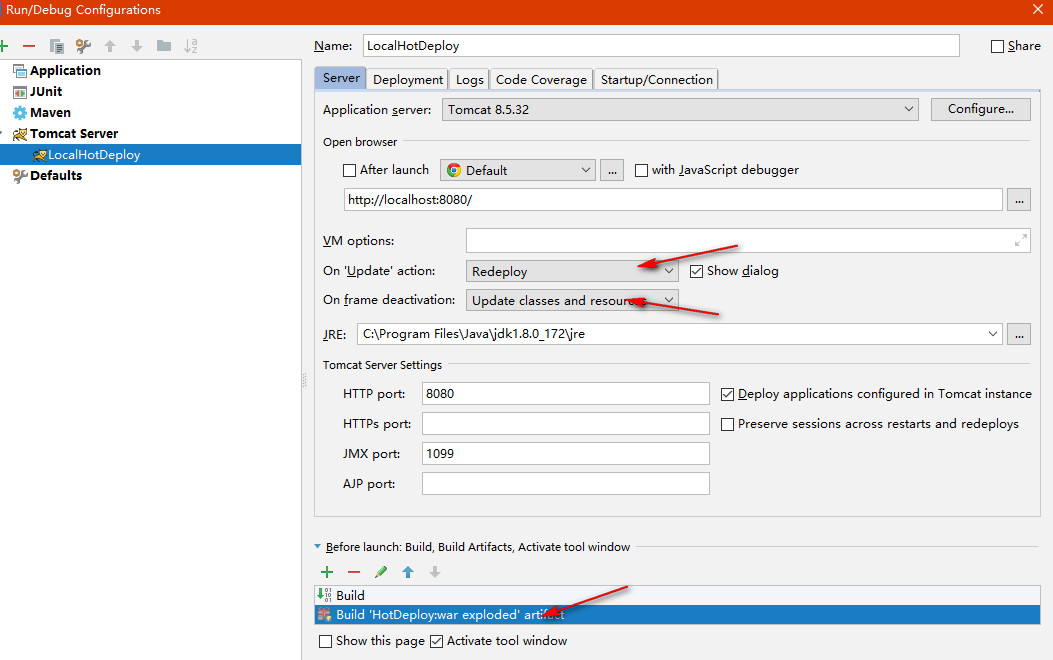 Run/Debug Configurations
Name: LocalHotDeploy Share
Application
JUnit
Maven
Tomcat Server
LocalHotDeploy
Defaults
Server Deployment Logs Code Coverage Startup/Connection
Application server: Tomcat 8.5.32 Configure...
Open browser
After launch Default ... with JavaScript debugger
http://localhost:8080/ ...
VM options:
On 'Update' action: Redeploy Show dialog
On frame deactivation: Update classes and resources
JRE: C:\Program Files\Java\jdk1.8.0_172\jre ...
Tomcat Server Settings
HTTP port: 8080 Deploy applications configured in Tomcat instance
HTTPs port: Preserve sessions across restarts and redeploys
JMX port: 1099
AJP port:
Before launch: Build, Build Artifacts, Activate tool window
Build
Build 'HotDeploy:war exploded' artifact
Show this page Activate tool window